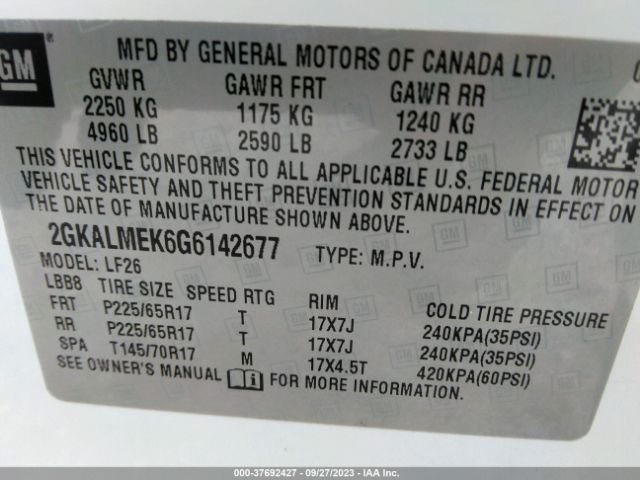 GM
MFD BY GENERAL MOTORS OF CANADA LTD.
GVWR GAWR FRT GAWR RR
2250 KG 1175 KG 1240 KG
4960 LB 2590 LB 2733 LB
THIS VEHICLE CONFORMS TO ALL APPLICABLE U.S. FEDERAL MOTOR
VEHICLE SAFETY AND THEFT PREVENTION STANDARDS IN EFFECT ON
THE DATE OF MANUFACTURE SHOWN ABOVE.
2GKALMEK6G6142677 TYPE: M.P.V.
MODEL: LF26
LBB8 TIRE SIZE SPEED RTG RIM COLD TIRE PRESSURE
FRT P225/65R17 T 17X7J 240KPA(35PSI)
RR P225/65R17 T 17X7J 240KPA(35PSI)
SPA T145/70R17 M 17X4.5T 420KPA(60PSI)
SEE OWNER'S MANUAL FOR MORE INFORMATION.
000-37692427 - 09/27/2023 - IAA Inc.